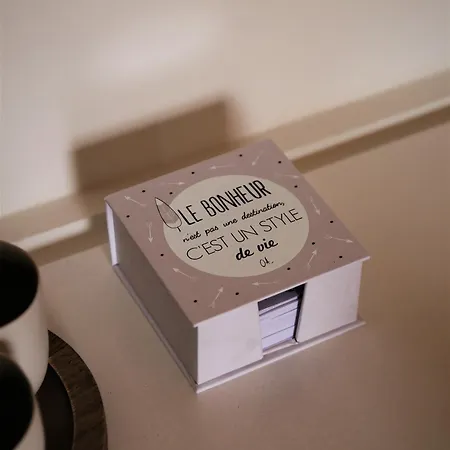 LE BONHEUR
n'est pas une destination,
C'EST UN STYLE
de vie